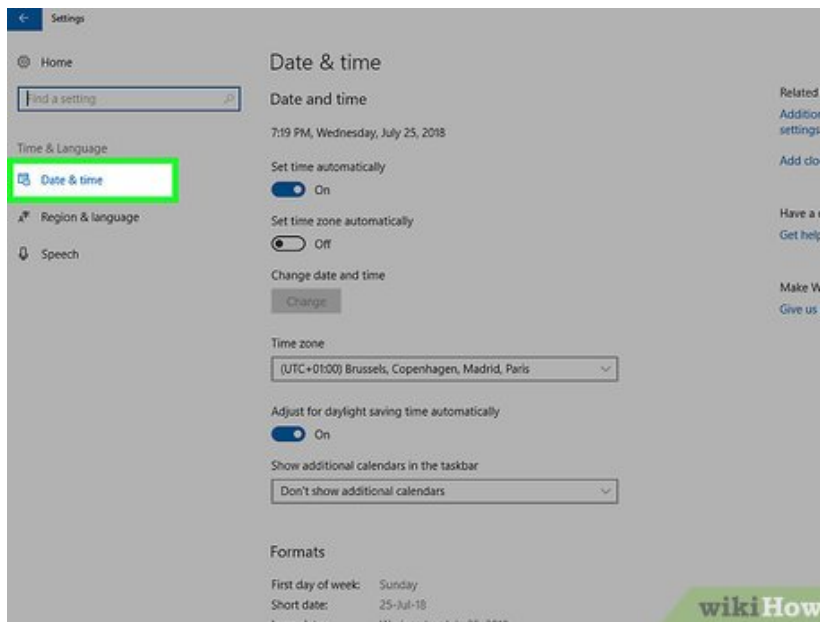 Settings
Home
Find a setting
Time & Language
Date & time
Region & language
Speech
Date & time
Date and time
7:19 PM, Wednesday, July 25, 2018
Set time automatically
On
Set time zone automatically
Off
Change date and time
Change
Time zone
(UTC+01:00) Brussels, Copenhagen, Madrid, Paris
Adjust for daylight saving time automatically
On
Show additional calendars in the taskbar
Don't show additional calendars
Formats
First day of week: Sunday
Short date: 25-Jul-18
Related
settings
Add
Have a
Get help
Make
Give us
wikiHow